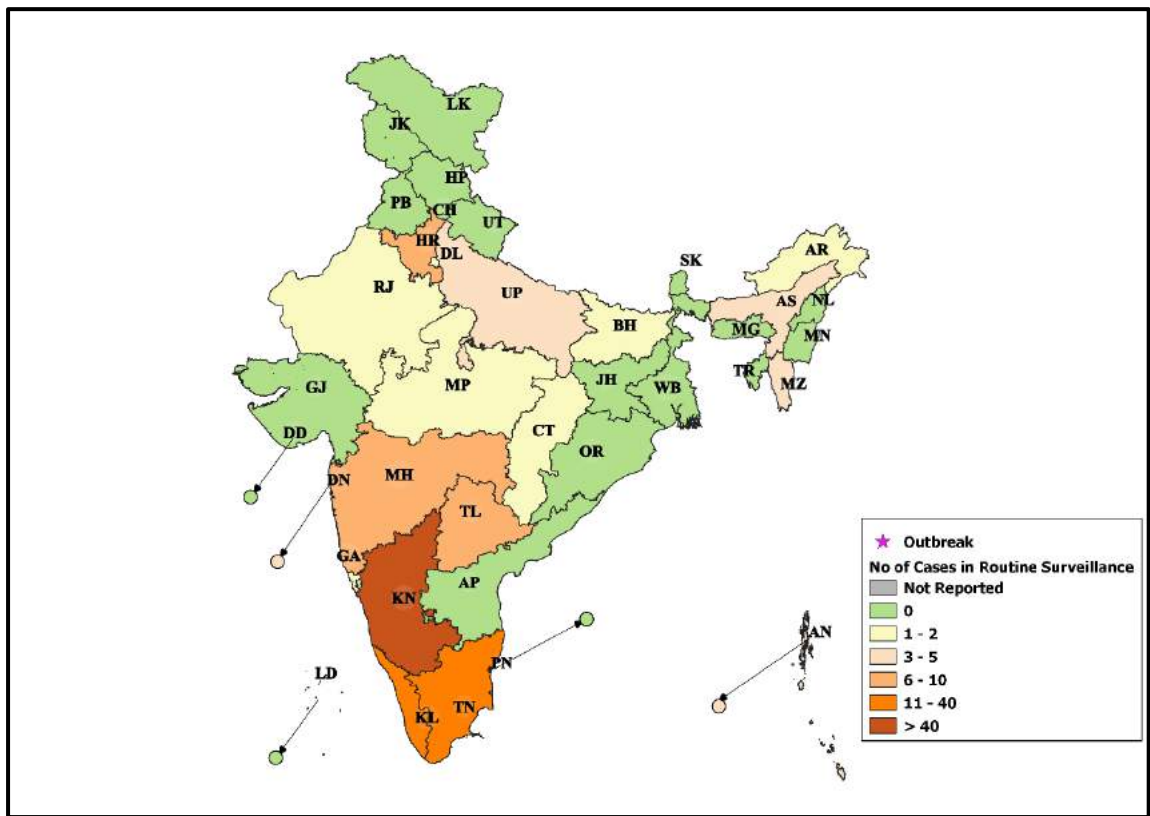 LK
JK
HP
PB
CH
UT
HR
DL
AR
SK
RJ
UP
AS
NL
BH
MG
MN
GJ
MP
JH
WB
TR
MZ
DD
CT
OR
DN
MH
TL
GA
AP
KN
AN
LD
PN
KL
TN
Outbreak
No of Cases in Routine Surveillance
Not Reported
0
1 - 2
3 - 5
6 - 10
11 - 40
> 40